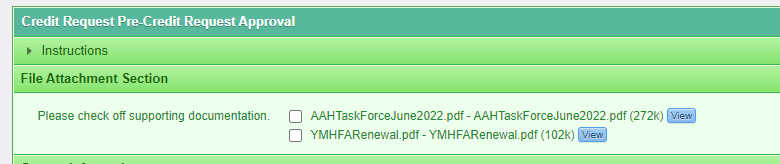 Credit Request Pre-Credit Request Approval
Instructions
File Attachment Section
Please check off supporting documentation.
AAHTaskForceJune2022.pdf - AAHTaskForceJune2022.pdf (272k) View
YMHFARenewal.pdf - YMHFARenewal.pdf (102k) View